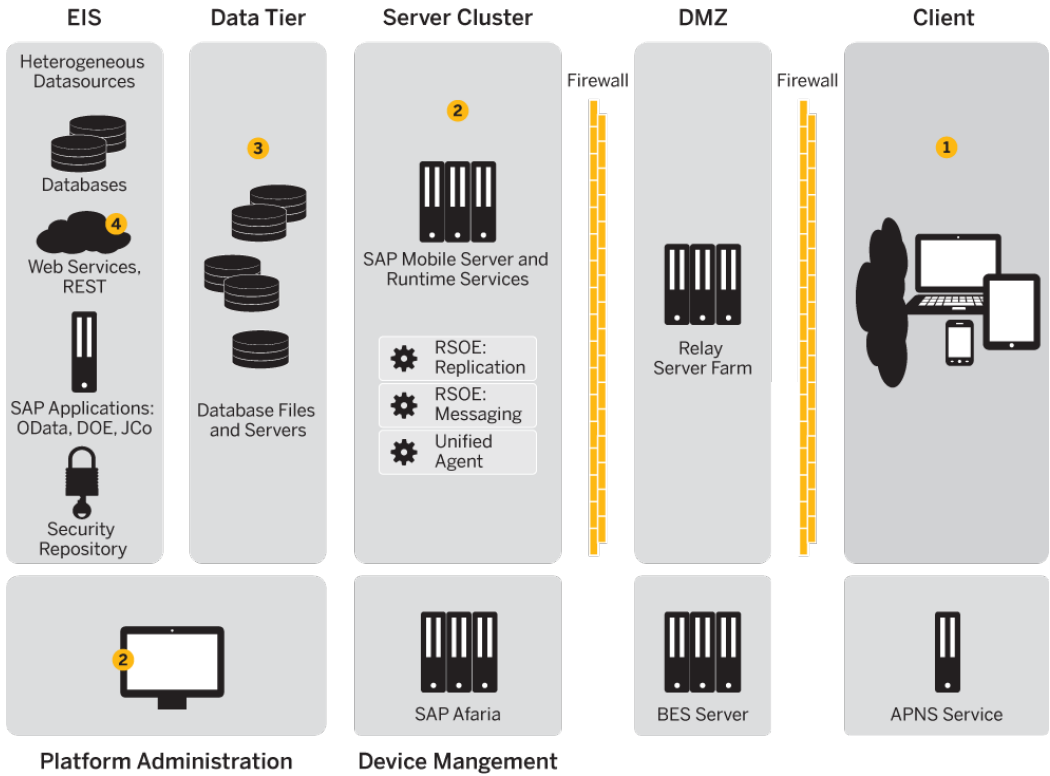 EIS
Data Tier
Server Cluster
DMZ
Client
Heterogeneous
Datasources
Databases
4
Web Services,
REST
SAP Applications:
OData, DOE, JCo
Security
Repository
3
Database Files
and Servers
2
SAP Mobile Server and
Runtime Services
RSOE:
Replication
RSOE:
Messaging
Unified
Agent
Firewall
Relay
Server Farm
Firewall
1
2
SAP Afaria
BES Server
APNS Service
Platform Administration
Device Mangement